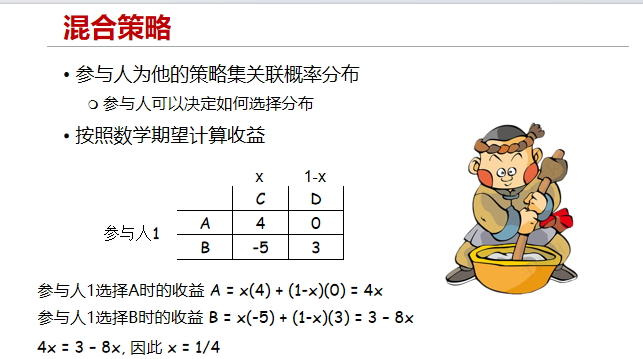 混合策略
• 参与人为他的策略集关联概率分布
参与人可以决定如何选择分布
• 按照数学期望计算收益
x 1-x
C D
A 4 0
参与人1
B -5 3
参与人1选择A时的收益 A = x(4) + (1-x)(0) = 4x
参与人1选择B时的收益 B = x(-5) + (1-x)(3) = 3 – 8x
4x = 3 – 8x, 因此 x = 1/4